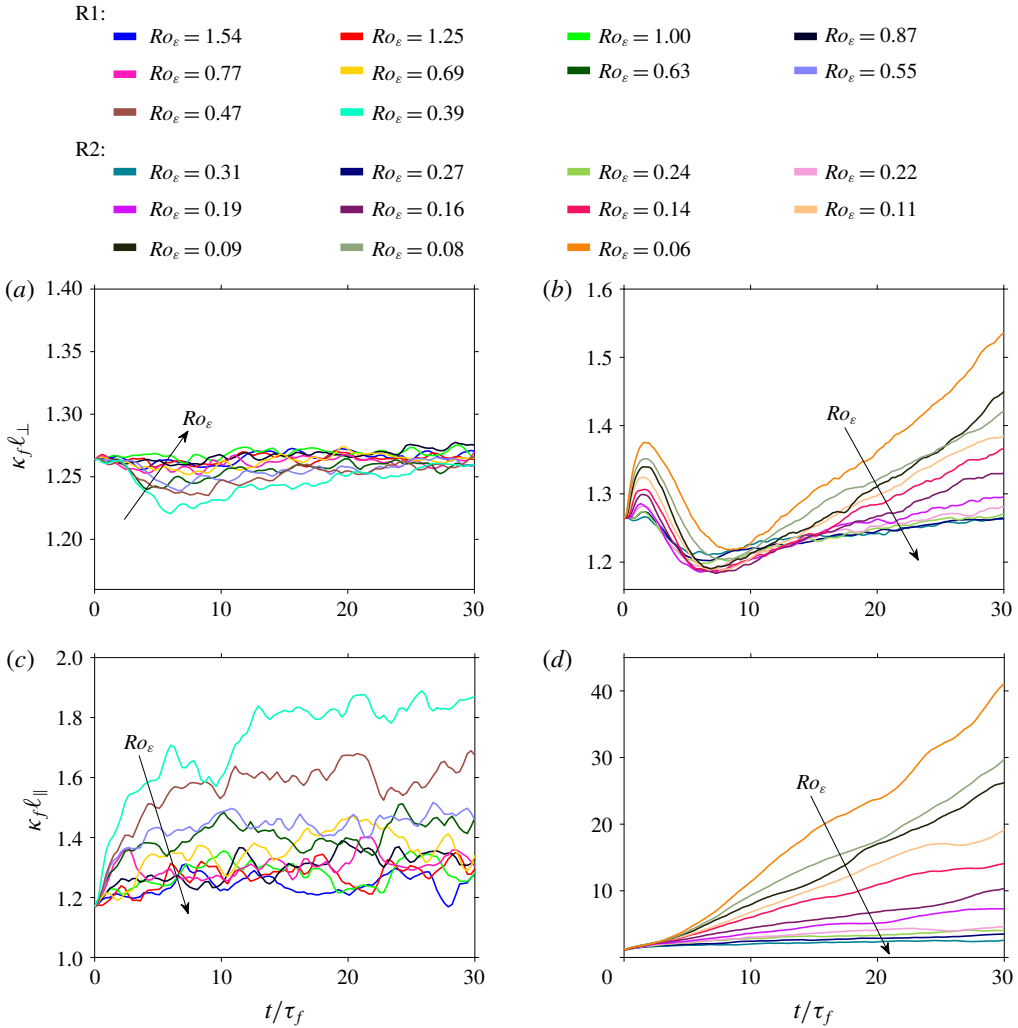 R1:
Ro_ε = 1.54 Ro_ε = 1.25 Ro_ε = 1.00 Ro_ε = 0.87
Ro_ε = 0.77 Ro_ε = 0.69 Ro_ε = 0.63 Ro_ε = 0.55
Ro_ε = 0.47 Ro_ε = 0.39
R2:
Ro_ε = 0.31 Ro_ε = 0.27 Ro_ε = 0.24 Ro_ε = 0.22
Ro_ε = 0.19 Ro_ε = 0.16 Ro_ε = 0.14 Ro_ε = 0.11
Ro_ε = 0.09 Ro_ε = 0.08 Ro_ε = 0.06
(a)
κ_f ℓ_⊥
1.40
1.35
1.30
1.25
1.20
Ro_ε
0 10 20 30
(b)
1.6
1.5
1.4
1.3
1.2
Ro_ε
0 10 20 30
(c)
κ_f ℓ_∥
2.0
1.8
1.6
1.4
1.2
1.0
Ro_ε
0 10 20 30
t/τ_f
(d)
40
30
20
10
0
Ro_ε
0 10 20 30
t/τ_f